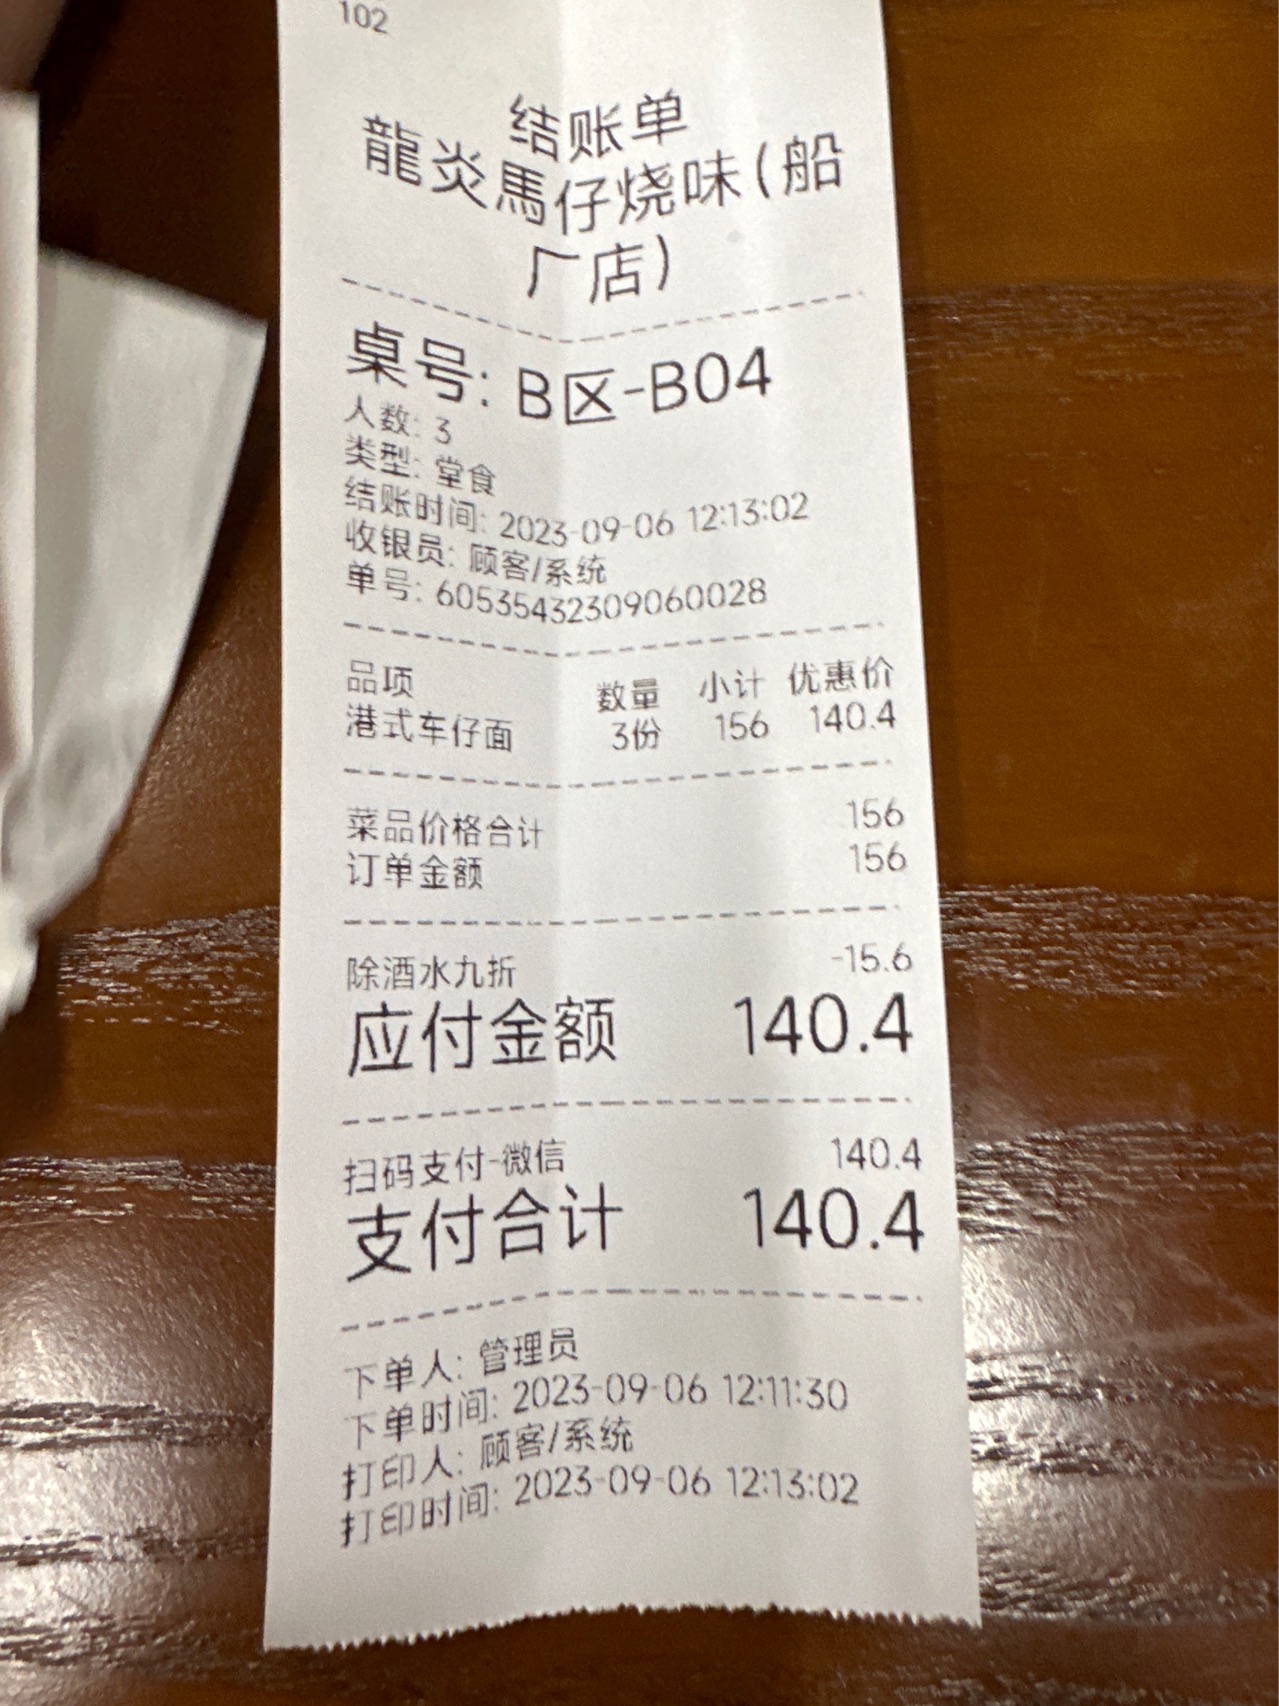 102
结账单
龍炎馬仔烧味(船
厂店)
桌号: B区-B04
人数: 3
类型: 堂食
结账时间: 2023-09-06 12:13:02
收银员: 顾客/系统
单号: 60535432309060028
品项 数量 小计 优惠价
港式车仔面 3份 156 140.4
菜品价格合计 156
订单金额 156
除酒水九折 -15.6
应付金额 140.4
扫码支付-微信 140.4
支付合计 140.4
下单人: 管理员
下单时间: 2023-09-06 12:11:30
打印人: 顾客/系统
打印时间: 2023-09-06 12:13:02